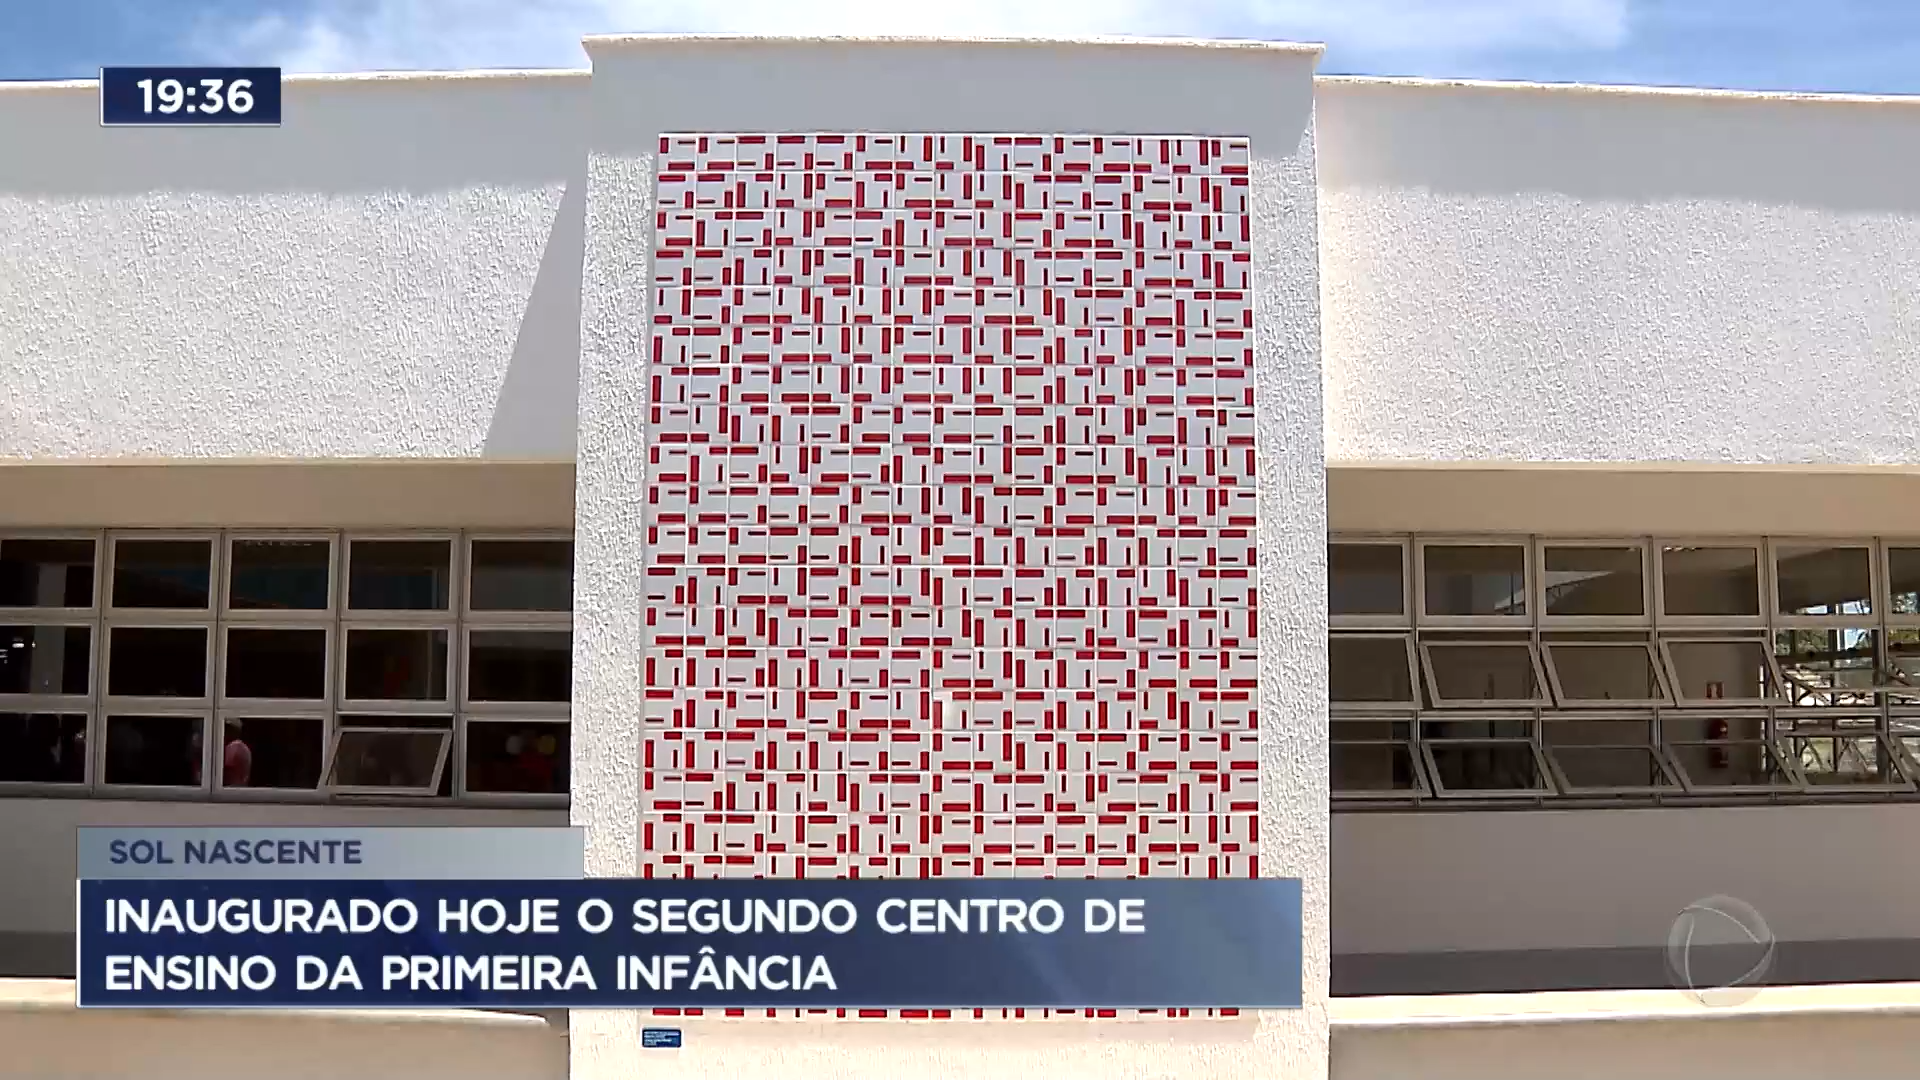 19:36
SOL NASCENTE
INAUGURADO HOJE O SEGUNDO CENTRO DE
ENSINO DA PRIMEIRA INFÂNCIA